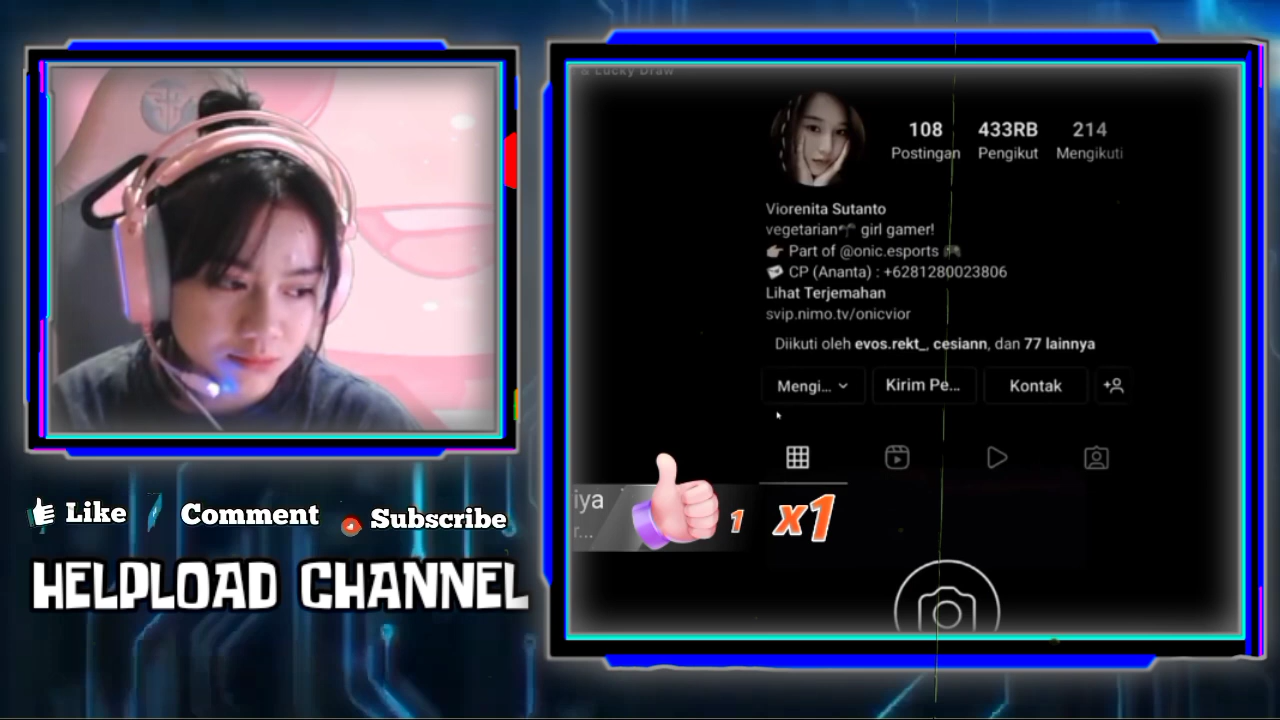 & Lucky Draw
108 433RB 214
Postingan Pengikut Mengikuti
Viorenita Sutanto
vegetarian🌴 girl gamer!
👉 Part of @onic.esports 🎮
📨 CP (Ananta) : +6281280023806
Lihat Terjemahan
svip.nimo.tv/onicvior
Diikuti oleh evos.rekt_, cesiann, dan 77 lainnya
Mengi... Kirim Pe... Kontak
iya
r...
1 x1
Like Comment Subscribe
HELPLOAD CHANNEL